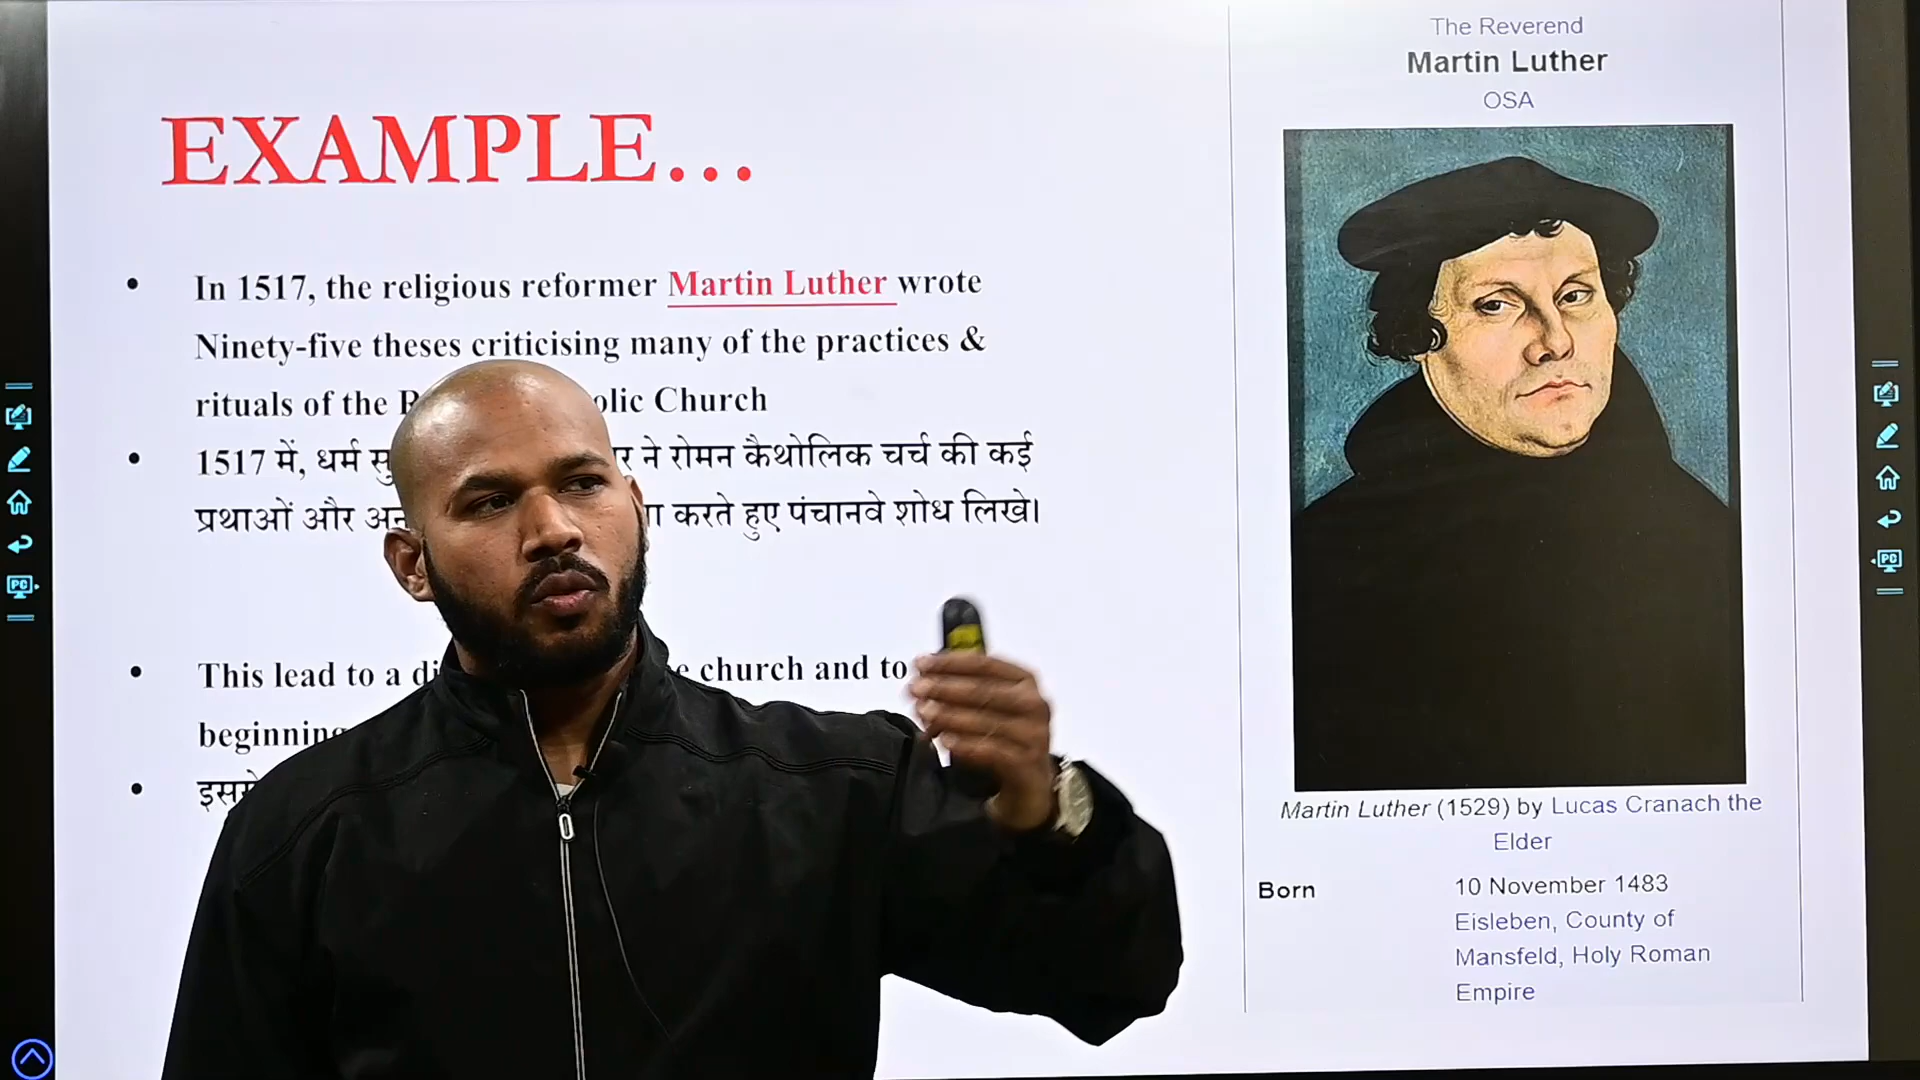 EXAMPLE...
• In 1517, the religious reformer Martin Luther wrote
Ninety-five theses criticising many of the practices &
rituals of the Church
• 1517 में, धर्म ने रोमन कैथोलिक चर्च की कई
प्रथाओं और करते हुए पंचानवे शोध लिखे।
• This lead to a church and to
•
The Reverend
Martin Luther
OSA
Martin Luther (1529) by Lucas Cranach the
Elder
Born 10 November 1483
Eisleben, County of
Mansfeld, Holy Roman
Empire
PC
PC